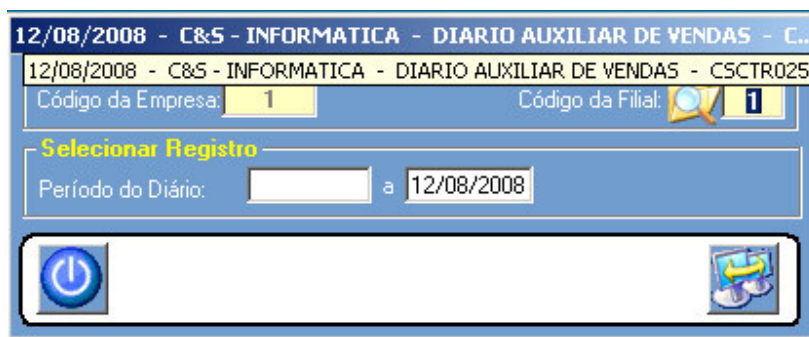 12/08/2008 - C&S - INFORMATICA - DIARIO AUXILIAR DE VENDAS - C..
12/08/2008 - C&S - INFORMATICA - DIARIO AUXILIAR DE VENDAS - CSCTR025
Código da Empresa: 1 Código da Filial: 1
Selecionar Registro
Período do Diário: a 12/08/2008